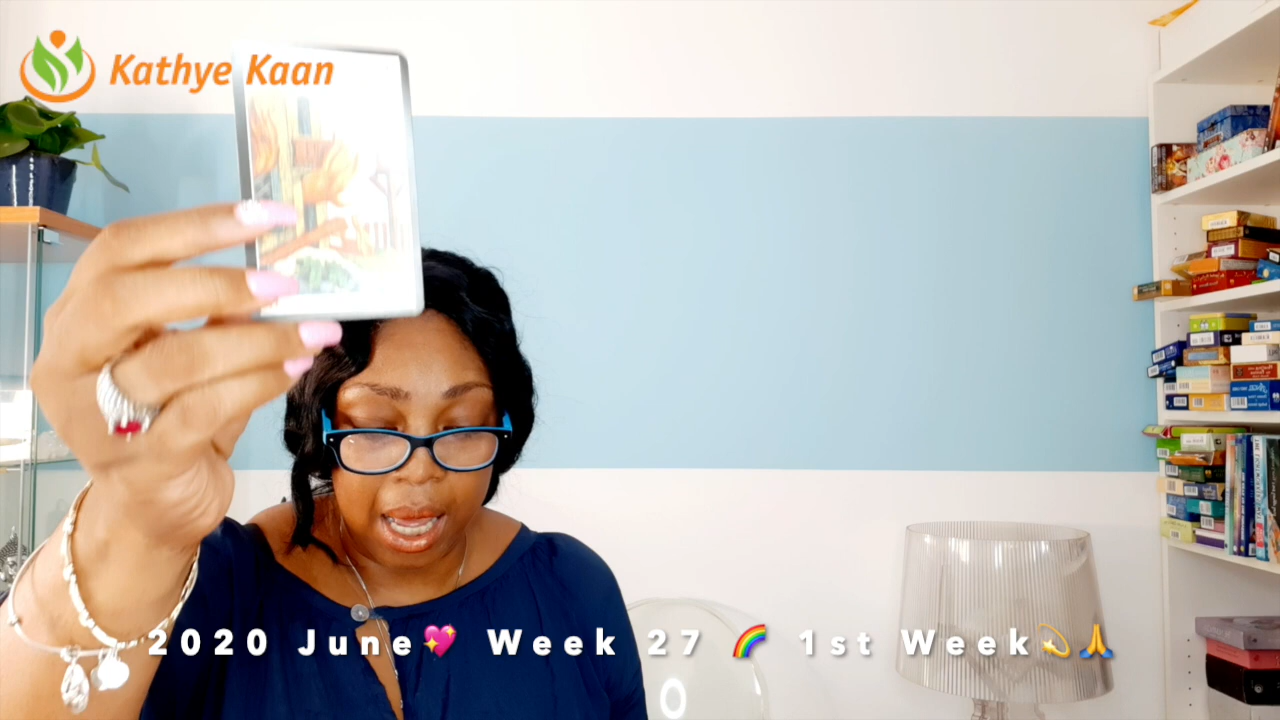 Kathye Kaan
2020 June💖 Week 27 🌈 1st Week💫🙏